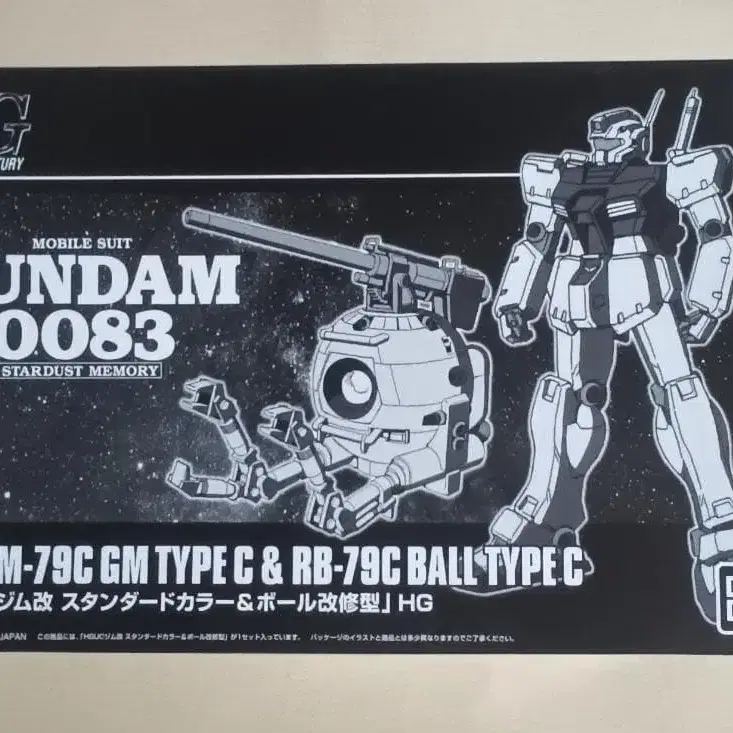 G
TURY
MOBILE SUIT
UNDAM
0083
STARDUST MEMORY
M-79C GM TYPE C & RB-79C BALL TYPE C
ジム改 スタンダードカラー&ボール改修型」HG
JAPAN この商品には、「HGUCジム改 スタンダードカラー&ボール改修型」が1セット入っています。 パッケージのイラストと商品とは多少異なりますのでご了承ください。